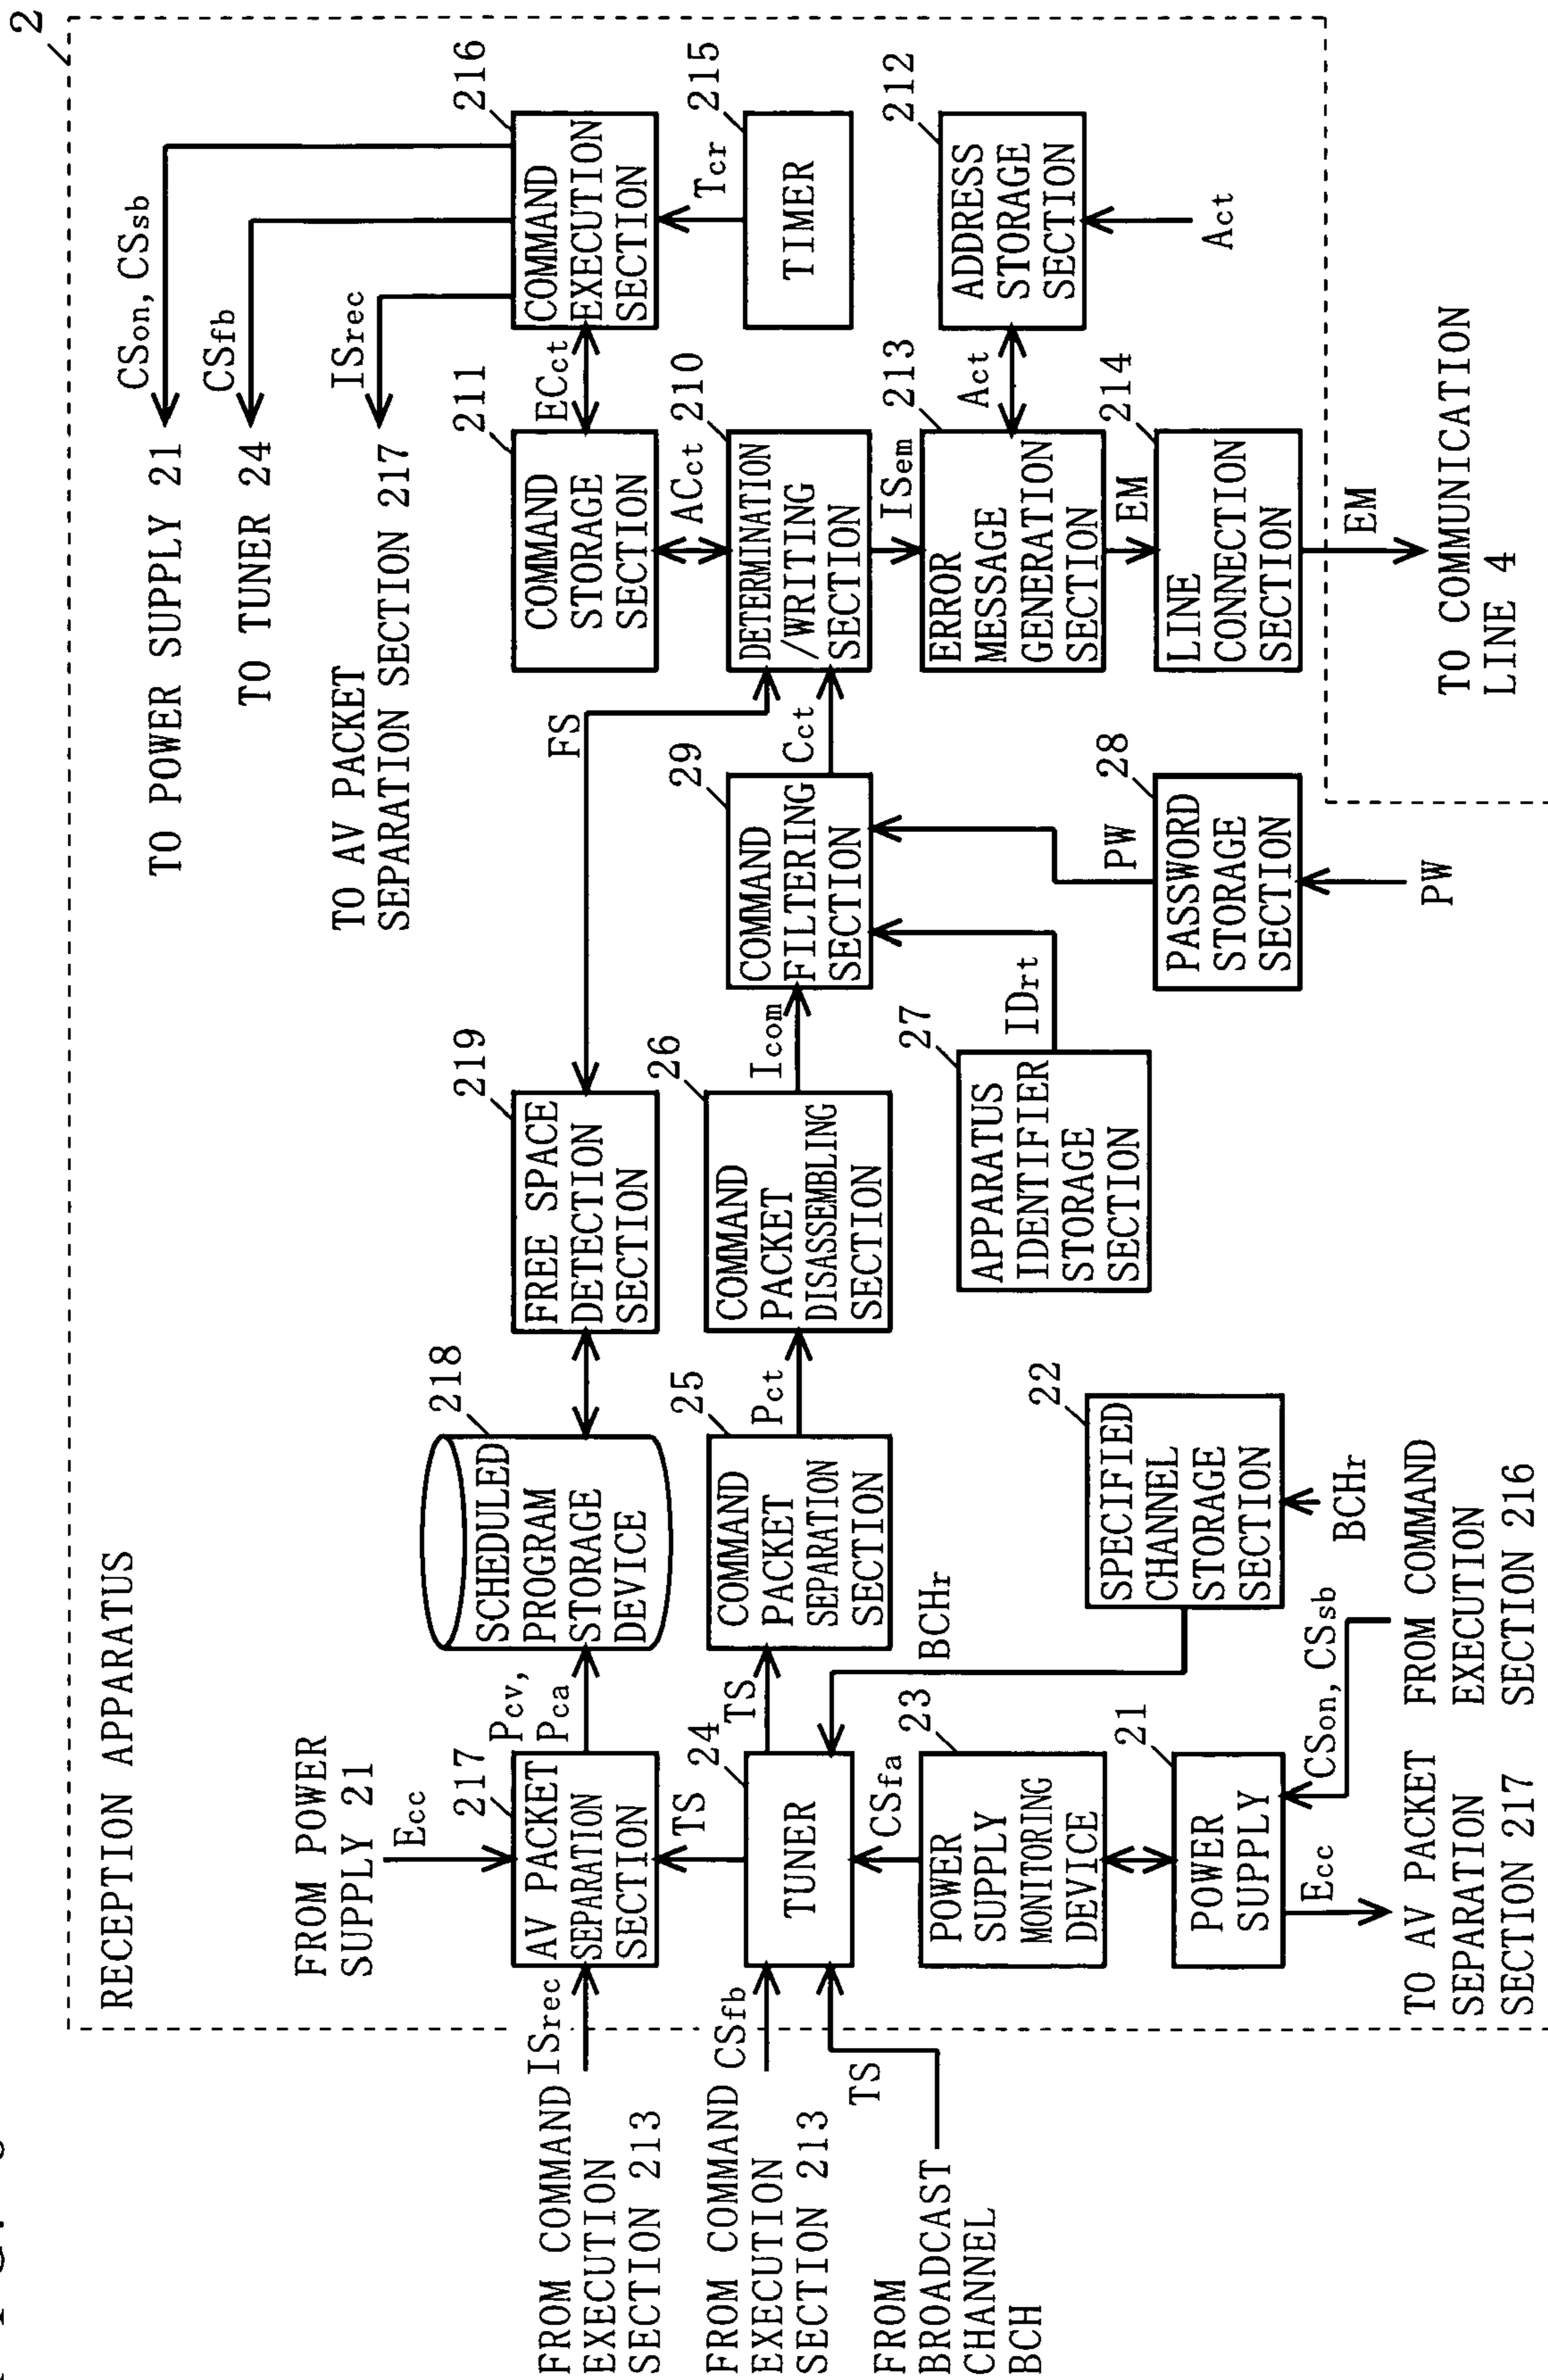 2
RECEPTION APPARATUS
FROM POWER
SUPPLY 21
Ecc
FROM COMMAND
EXECUTION
SECTION 213
ISrec
217
AV PACKET
SEPARATION
SECTION
Pcv,
Pca
218
SCHEDULED
PROGRAM
STORAGE
DEVICE
219
FREE SPACE
DETECTION
SECTION
FS
TO POWER SUPPLY 21
CSon, CSsb
TO TUNER 24
CSfb
TO AV PACKET
SEPARATION SECTION 217
ISrec
211
COMMAND
STORAGE
SECTION
ECct
216
COMMAND
EXECUTION
SECTION
TS
FROM COMMAND
EXECUTION
SECTION 213
CSfb
FROM
BROADCAST
CHANNEL
BCH
TS
24
TUNER
TS
25
COMMAND
PACKET
SEPARATION
SECTION
Pct
26
COMMAND
PACKET
DISASSEMBLING
SECTION
Icom
29
COMMAND
FILTERING
SECTION
Cct
ACct
210
DETERMINATION
/WRITING
SECTION
Tcr
215
TIMER
CSfa
BCHr
23
POWER
SUPPLY
MONITORING
DEVICE
22
SPECIFIED
CHANNEL
STORAGE
SECTION
BCHr
27
APPARATUS
IDENTIFIER
STORAGE
SECTION
IDrt
PW
28
PASSWORD
STORAGE
SECTION
PW
ISem
213
ERROR
MESSAGE
GENERATION
SECTION
Act
212
ADDRESS
STORAGE
SECTION
Act
EM
214
LINE
CONNECTION
SECTION
EM
TO COMMUNICATION
LINE 4
21
POWER
SUPPLY
Ecc
CSon, CSsb
TO AV PACKET
SEPARATION
SECTION 217
FROM COMMAND
EXECUTION
SECTION 216